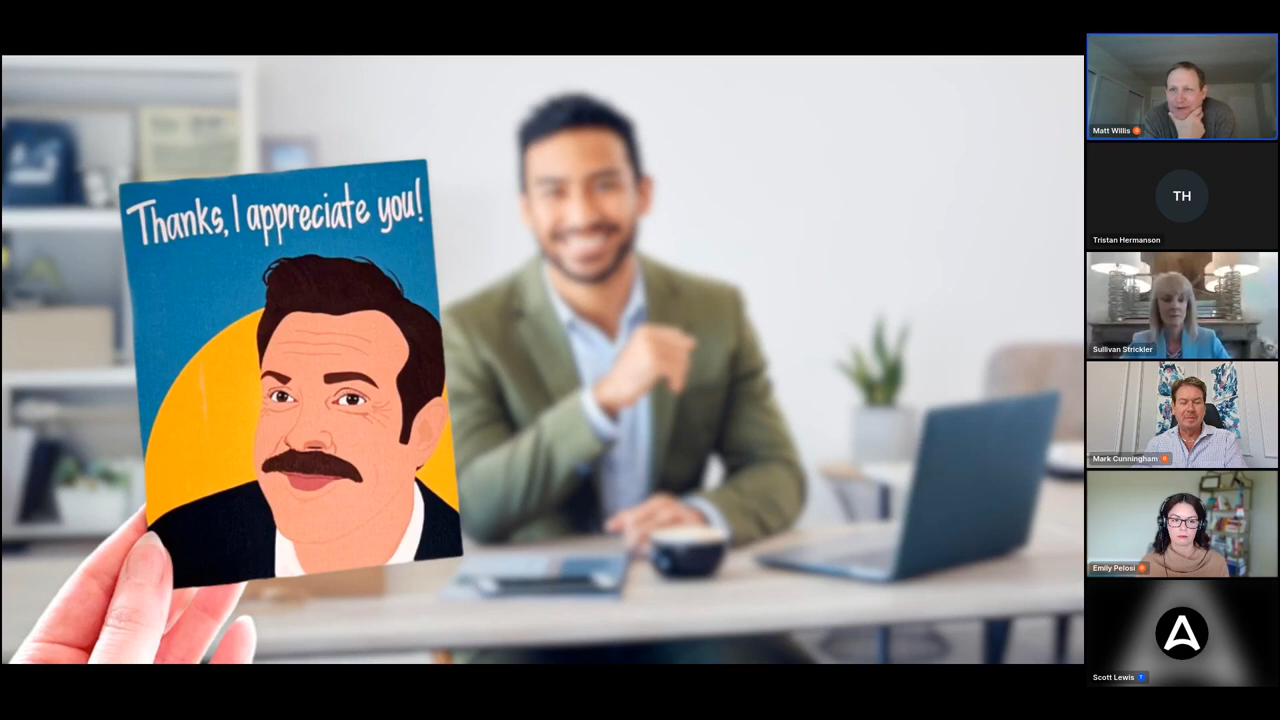 Thanks, I appreciate you!
Matt Willis
TH
Tristan Hermanson
Sullivan Strickler
Mark Cunningham
Emily Pelosi
Scott Lewis